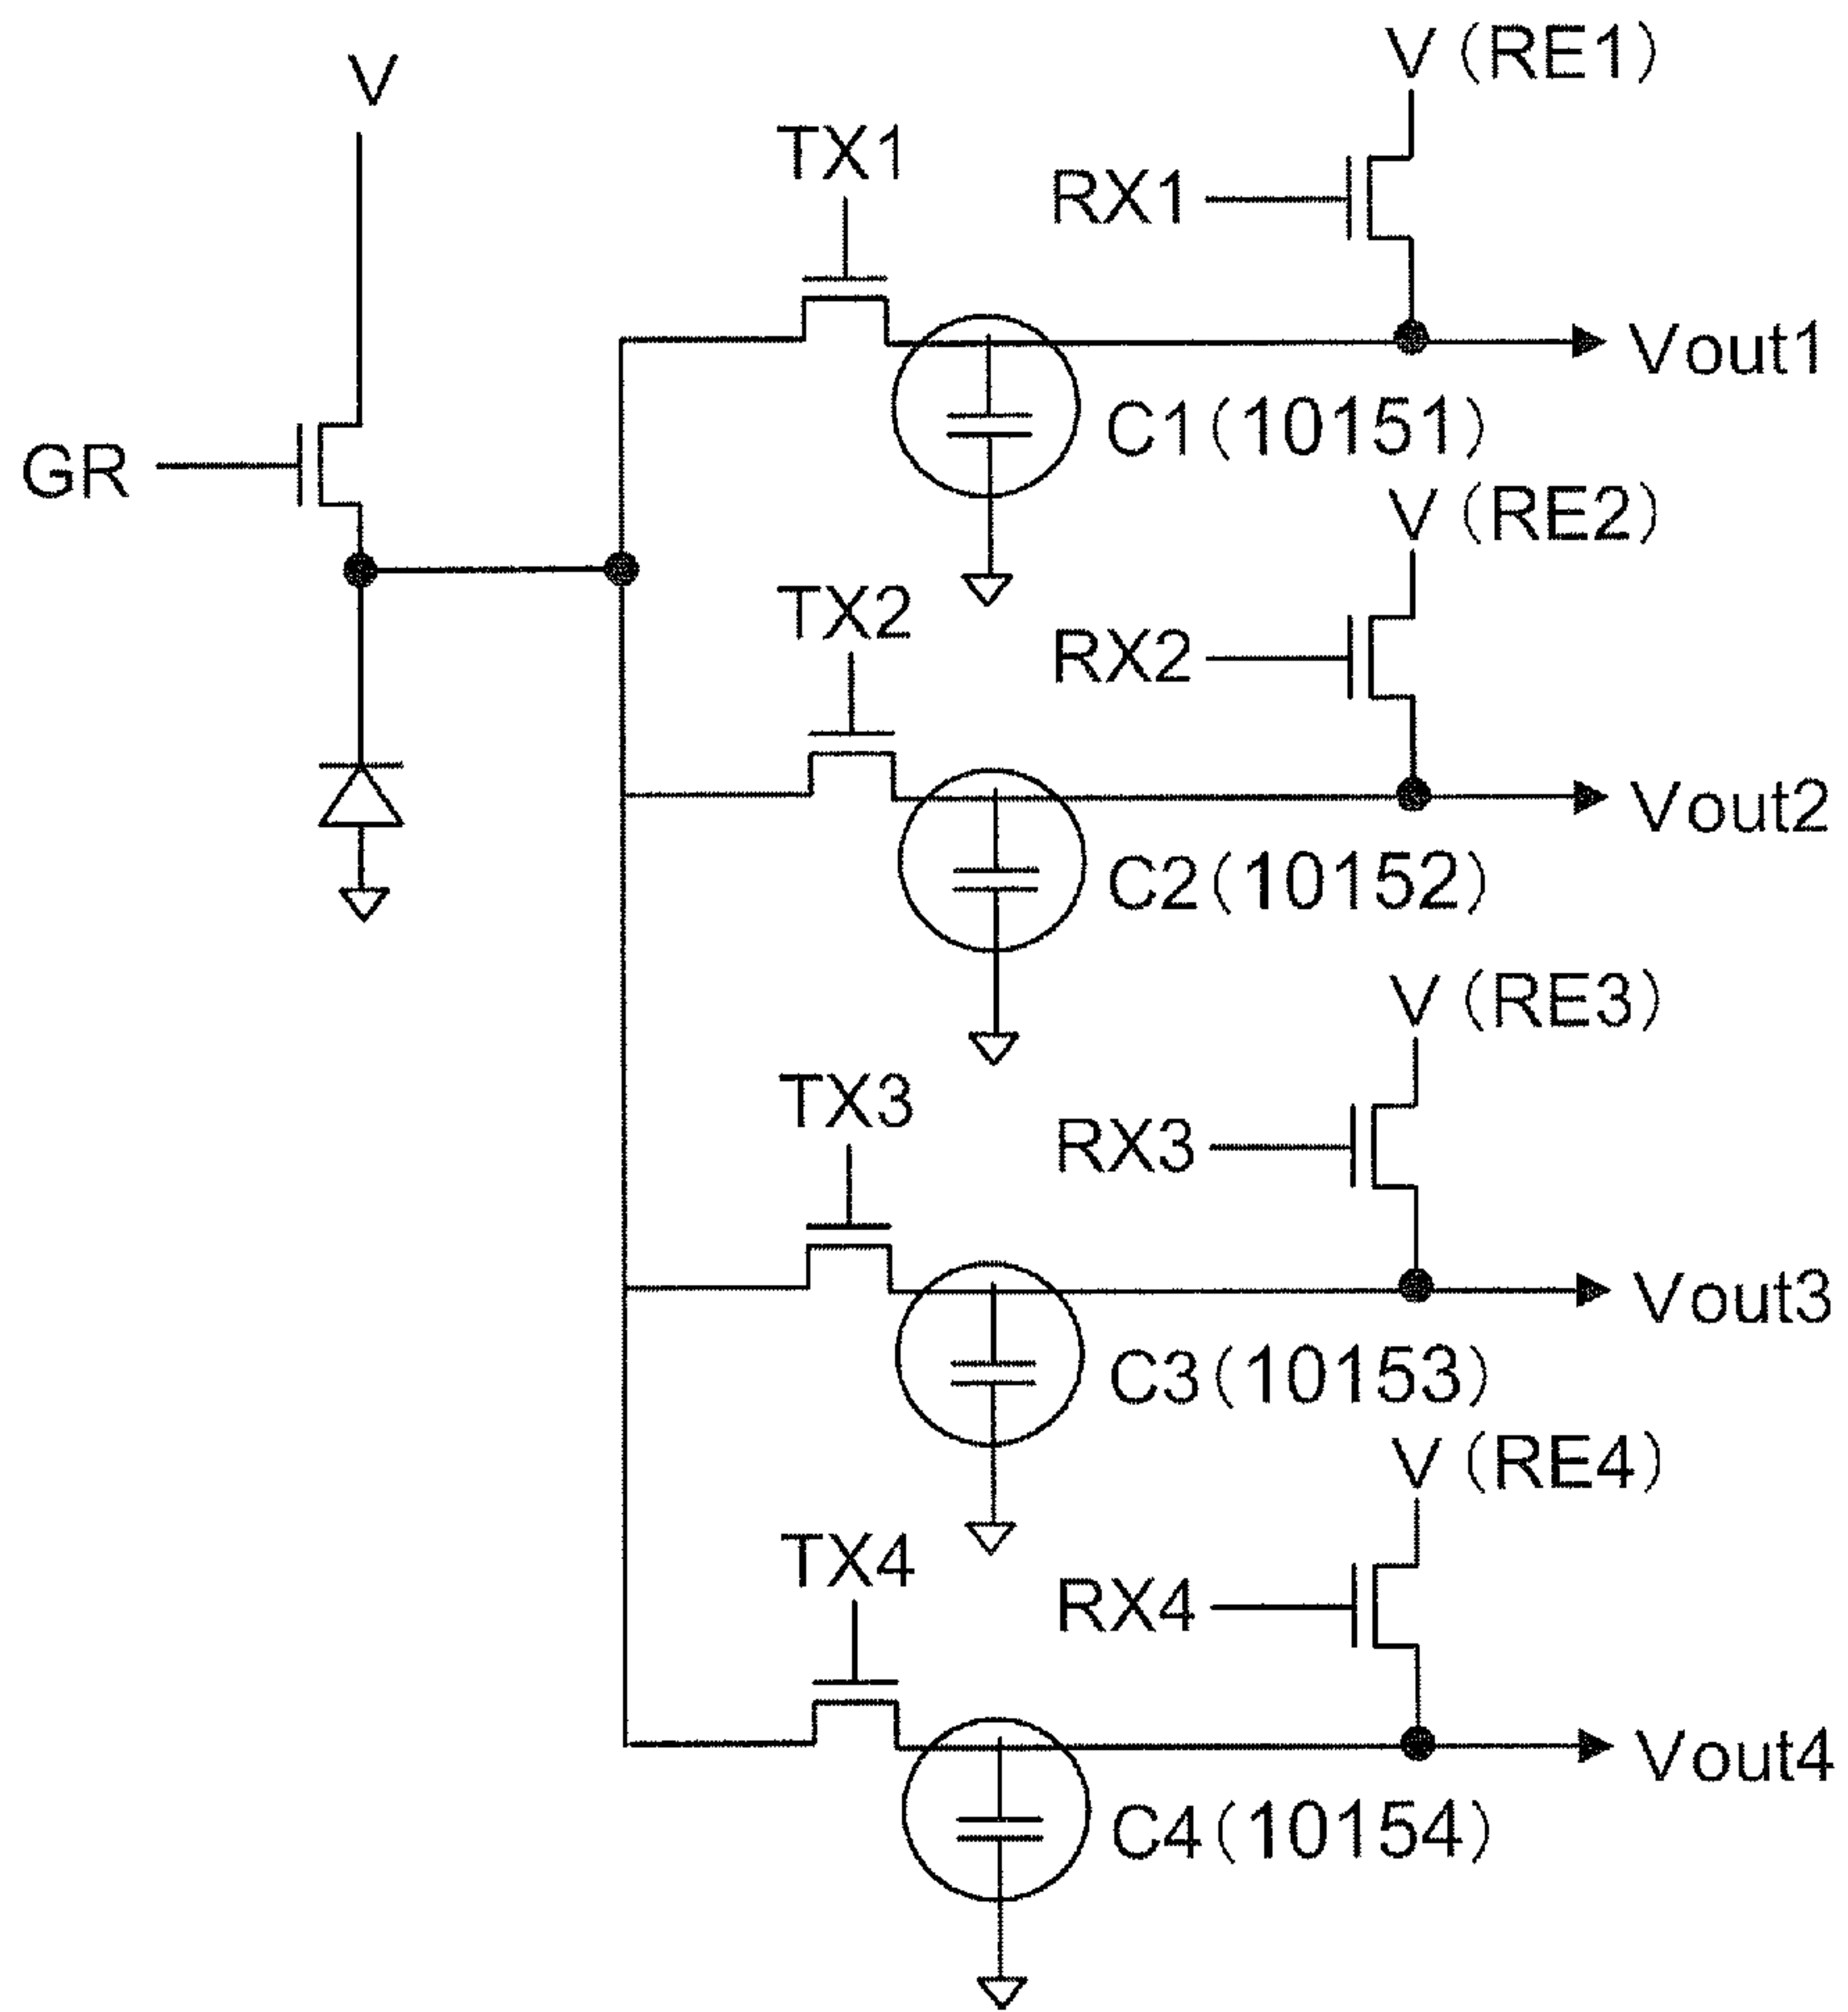 V
GR
TX1
RX1
V (RE1)
Vout1
C1(10151)
TX2
RX2
V (RE2)
Vout2
C2(10152)
TX3
RX3
V (RE3)
Vout3
C3(10153)
TX4
RX4
V (RE4)
Vout4
C4(10154)